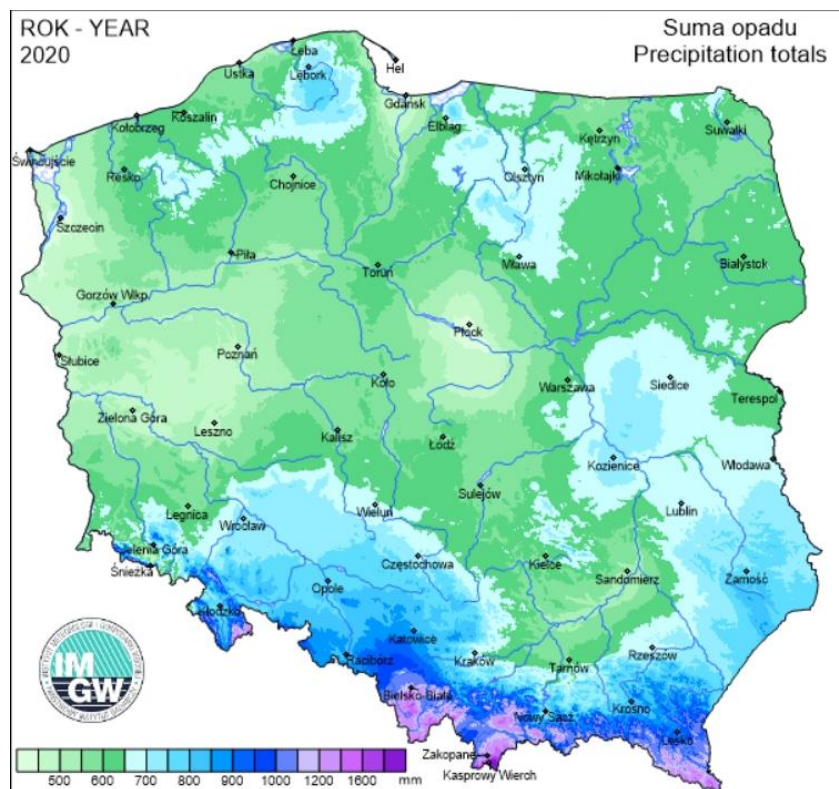 ROK - YEAR
2020
Suma opadu
Precipitation totals
Łeba
Ustka
Lębork
Hel
Gdańsk
Koszalin
Kołobrzeg
Elbląg
Kętrzyn
Suwałki
Świnoujście
Resko
Chojnice
Olsztyn
Mikołajki
Szczecin
Piła
Toruń
Mława
Białystok
Gorzów Wlkp.
Płock
Słubice
Poznań
Koło
Warszawa
Siedlce
Terespol
Zielona Góra
Leszno
Kalisz
Łódź
Kozienice
Włodawa
Sulejów
Legnica
Wrocław
Wieluń
Lublin
Jelenia Góra
Śnieżka
Częstochowa
Kielce
Sandomierz
Zamość
Opole
Kłodzko
Katowice
Racibórz
Kraków
Tarnów
Rzeszów
Bielsko-Biała
Nowy Sącz
Krosno
Lesko
Zakopane
Kasprowy Wierch
IM
GW
500 600 700 800 900 1000 1200 1600 mm